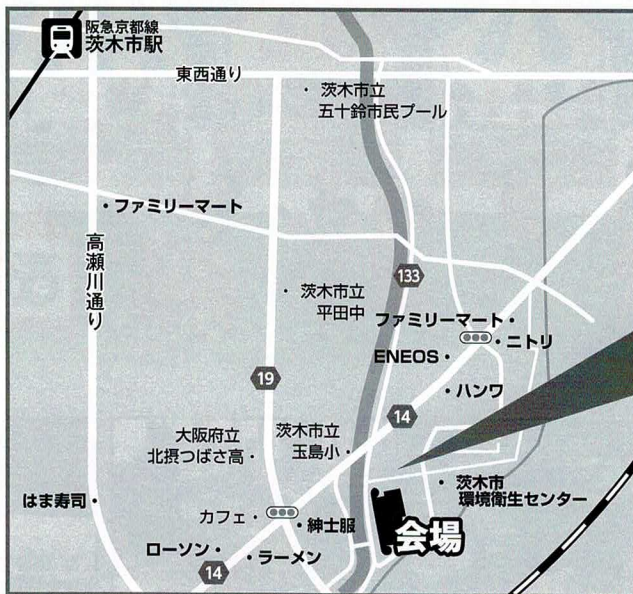 阪急京都線
茨木市駅
東西通り
・茨木市立
五十鈴市民プール
・ファミリーマート
高瀬川通り
133
・茨木市立
平田中
ファミリーマート・
・ニトリ
ENEOS・
19
・ハンワ
14
大阪府立
北摂つばさ高・
茨木市立
玉島小・
・茨木市
環境衛生センター
はま寿司・
カフェ・
・紳士服
会場
ローソン・
・ラーメン
14